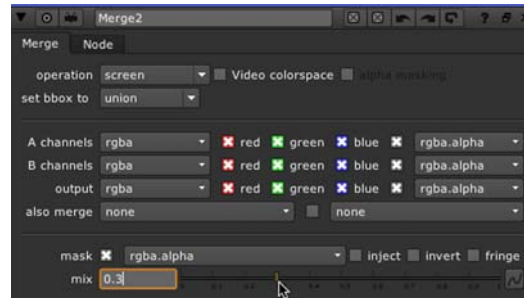 Merge2 ?
Merge Node
operation screen Video colorspace alpha masking
set bbox to union
A channels rgba red green blue rgba.alpha
B channels rgba red green blue rgba.alpha
output rgba red green blue rgba.alpha
also merge none none
mask rgba.alpha inject invert fringe
mix 0.3